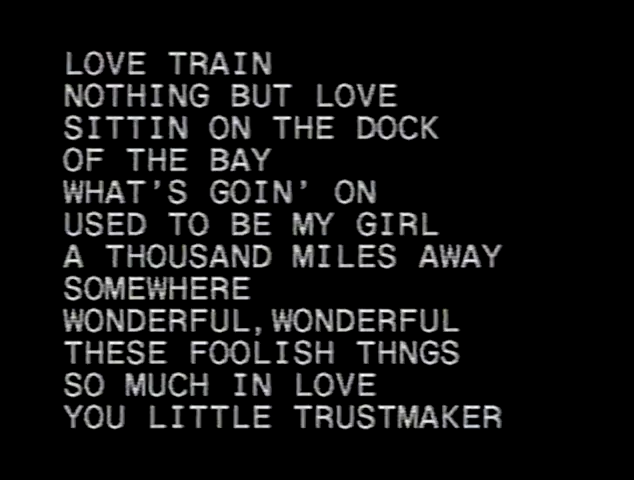 LOVE TRAIN
NOTHING BUT LOVE
SITTIN ON THE DOCK
OF THE BAY
WHAT'S GOIN' ON
USED TO BE MY GIRL
A THOUSAND MILES AWAY
SOMEWHERE
WONDERFUL,WONDERFUL
THESE FOOLISH THNGS
SO MUCH IN LOVE
YOU LITTLE TRUSTMAKER